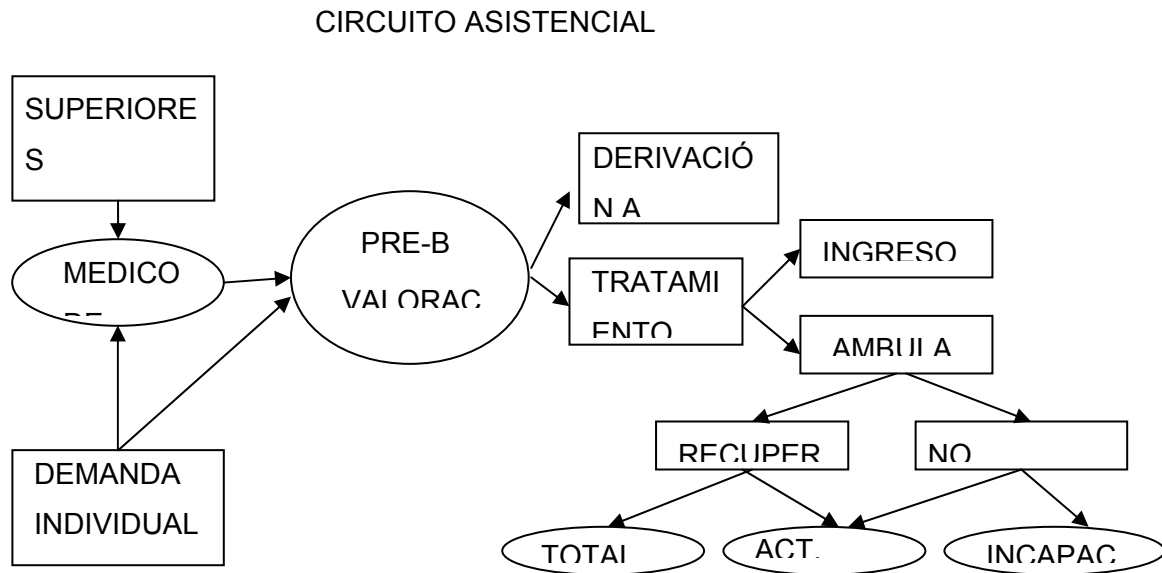 CIRCUITO ASISTENCIAL
SUPERIORE
S
MEDICO
DEMANDA
INDIVIDUAL
PRE-B
VALORAC
DERIVACIÓ
N A
TRATAMI
ENTO
INGRESO
AMBULA
RECUPER
NO
TOTAL
ACT.
INCAPAC